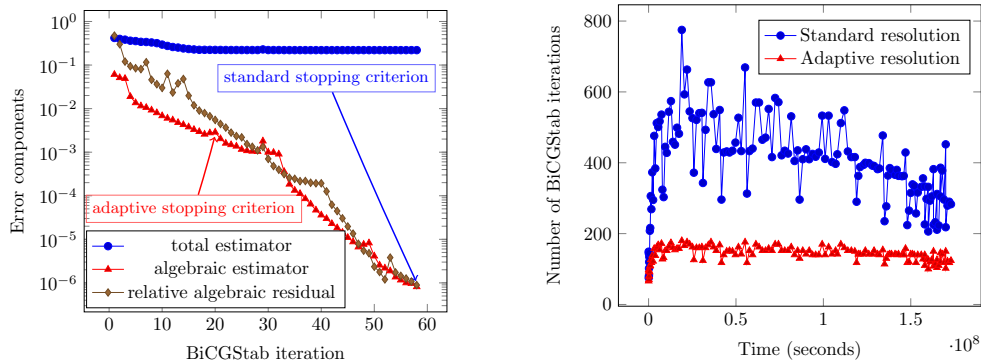 10^0
10^−1
10^−2
10^−3
10^−4
10^−5
10^−6
Error components
standard stopping criterion
adaptive stopping criterion
total estimator
algebraic estimator
relative algebraic residual
0 10 20 30 40 50 60
BiCGStab iteration
800
600
400
200
0
Number of BiCGStab iterations
Standard resolution
Adaptive resolution
0 0.5 1 1.5
·10^8
Time (seconds)